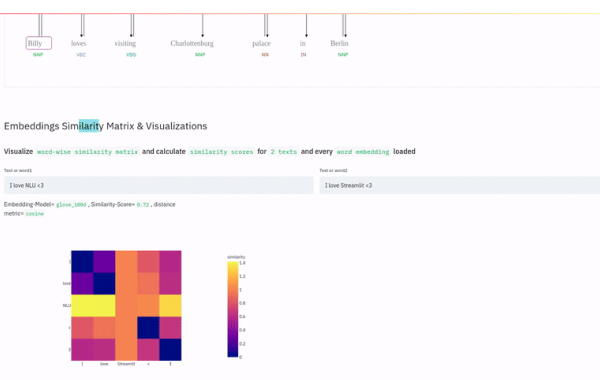 Billy loves visiting Charlottenburg palace in Berlin
NNP VBZ VBG NNP NN IN NNP
Embeddings Similarity Matrix & Visualizations
Visualize word-wise similarity matrix and calculate similarity scores for 2 texts and every word embedding loaded
Text or word1 Text or word2
I love NLU <3 I love Streamlit <3
Embedding-Model= glove_100d , Similarity-Score= 0.72 , distance
metric= cosine
similarity
1.4
1.2
1
0.8
0.6
0.4
0.2
0
I
love
NLU
<
3
I love Streamlit < 3